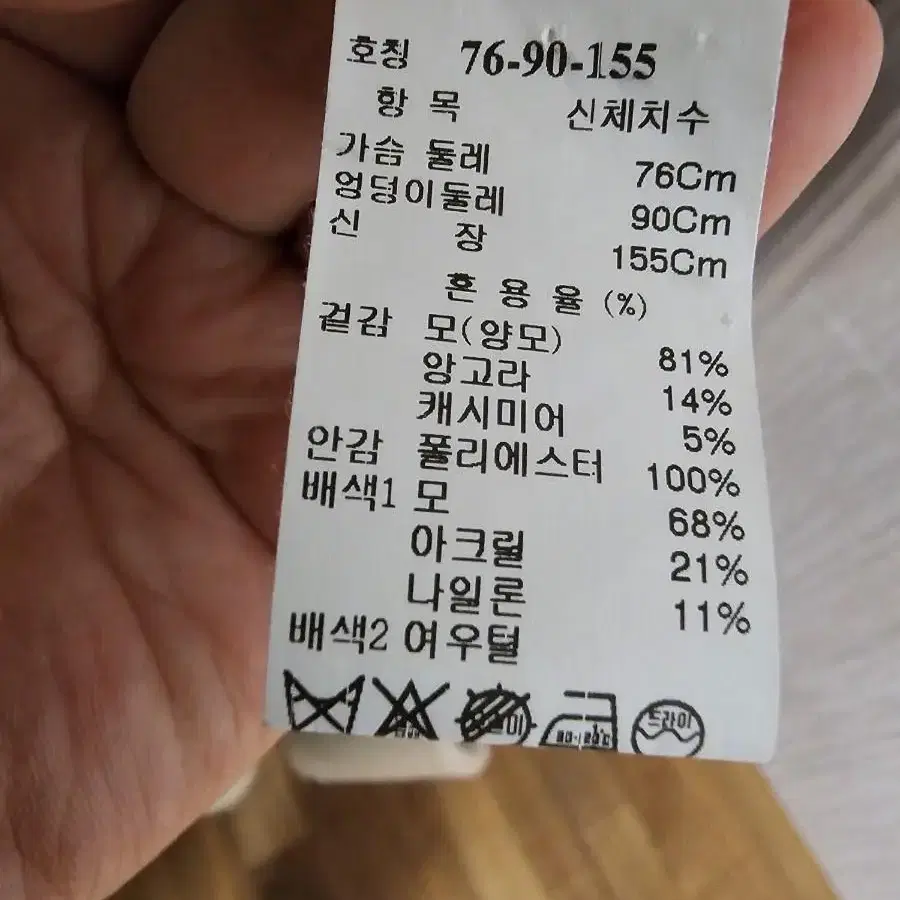 호칭 76-90-155
항 목 신체치수
가슴 둘레 76Cm
엉덩이둘레 90Cm
신 장 155Cm
혼 용 율 (%)
겉감 모(양모) 81%
앙고라 14%
캐시미어 5%
안감 폴리에스터 100%
배색1 모 68%
아크릴 21%
나일론 11%
배색2 여우털
드라이